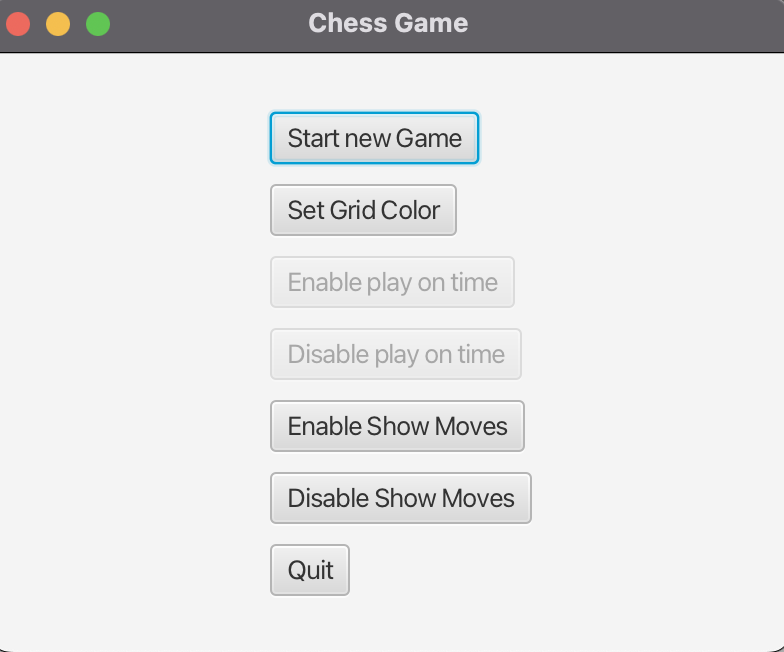 Chess Game
Start new Game
Set Grid Color
Enable play on time
Disable play on time
Enable Show Moves
Disable Show Moves
Quit